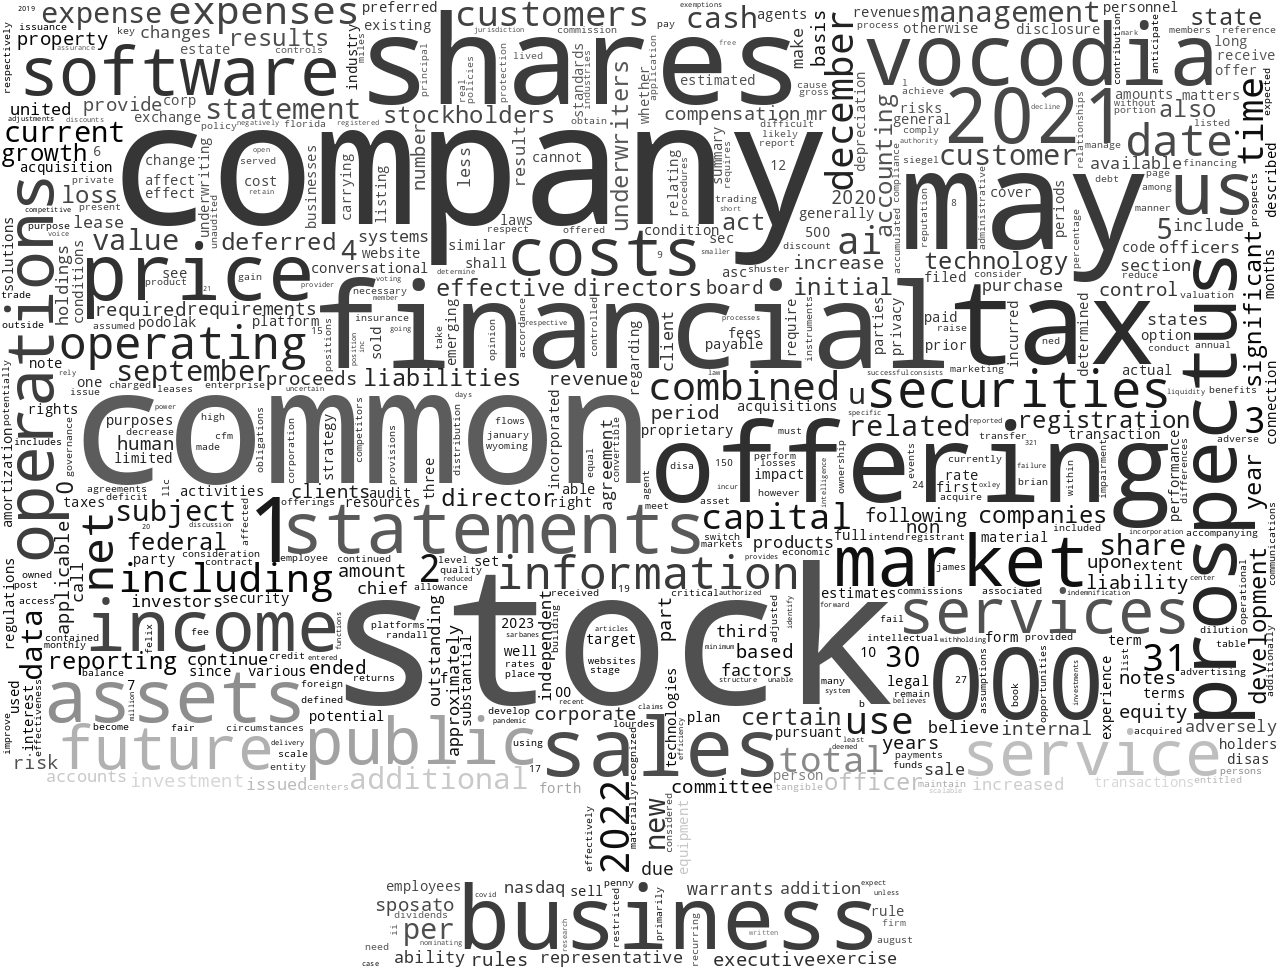 2019 expense expenses preferred customers cash agents revenues management personnel state
issuance key changes existing commission pay basis otherwise disclosure members reference
property estate results industry shares make december process vocodia long
software controls principal lived estimated cause gross receive offer
united provide corp statement policies protection standards industries whether application depreciation achieve amounts matters
adjustments discounts exchange stockholders obtain underwriters compensation mr risks 2021 without also time
current policy negatively florida registered number result difficult likely report general comply decline listed portion date
growth 6 company less cannot summary 12 accounting customer manage available financing
acquisition change open served businesses carrying listing requires authority siegel debt page described
loss private affect effect cost retain underwriting unaudited relating procedures trading short 2020 may cover among us
competitive present purpose voice lease laws respect offered condition act generally reputation 8 periods manner prospects
solutions value deferred 4 systems website similar shall costs sec smaller 500 ai administrative percentage code 5 include officers
operations holdings conditions see product gain conversational determine 9 asc shuster discount increase technology filed consider purchase section reduce control significant months
trade price 21 provider voting member necessary effective directors board initial valuation
outside required requirements financial tax prospectus
assumed podolak platform 15 positions insurance going sold take emerging opinion accordance respective controlled processes client fees payable require instruments parties privacy paid raise prior incurred ned determined states option conduct annual
operating position inc
note rely september proceeds liabilities revenue regarding law combined successful consists marketing securities actual liquidity benefits
one issue charged leases enterprise uncertain days acquisitions u specific
rights purposes power high flows common period proprietary related reported registration connection 3
includes governance human decrease cfm made obligations corporation strategy competitors provisions distribution january wyoming incorporated equal convertible agreement offering must currently transfer 321 transaction adverse year
amortization potentially limited three disa 150 perform losses impact intelligence ownership events rate failure within impairment performance differences
agreements deficit llc activities offerings clients resources audit director able right agent meet incur however asset 24 first acquire oxley brian
taxes 0 subject 20 discussion affected 1 statements capital following non companies included incorporation accompanying
net federal consideration contract employee continued level set switch markets products economic full intend registrant material share
applicable call party including amount 2 quality reduced information provides market james upon extent center
owned post investors security chief allowance received 19 critical authorized estimates commissions associated liability indemnification
regulations access data income felix fee functions platforms randall 2023 sarbanes articles third adjusted identify forward fail services development operational communications
contained monthly credit entered outstanding well target part minimum based intellectual withholding form provided term dilution table additionally
reporting balance continue since various ended returns approximately f rates place independent building stock websites stage factors many 10 30 000 31 list advertising
used 7 million foreign defined substantial 100 recent structure unable system legal remain believes 27 assumptions book opportunities investments notes terms
improve interest effectiveness assets become fair circumstances potential develop pandemic corporate lourdes claims technologies plan certain b use believe internal experience equity acquired adversely
risk future delivery scale entity public using sales efficiency pursuant total least deemed years payments funds sale service holders disas
accounts investment issued centers additional 17 forth person tangible officer maintain scalable increased transactions persons entitled
effectively 2022 materially recognized new considered committee equipment
due
employees covid nasdaq sell penny warrants addition expect unless
sposato dividends business restricted primarily rule
ii per research written recurring firm
need nominating august
case ability rules representative executive exercise